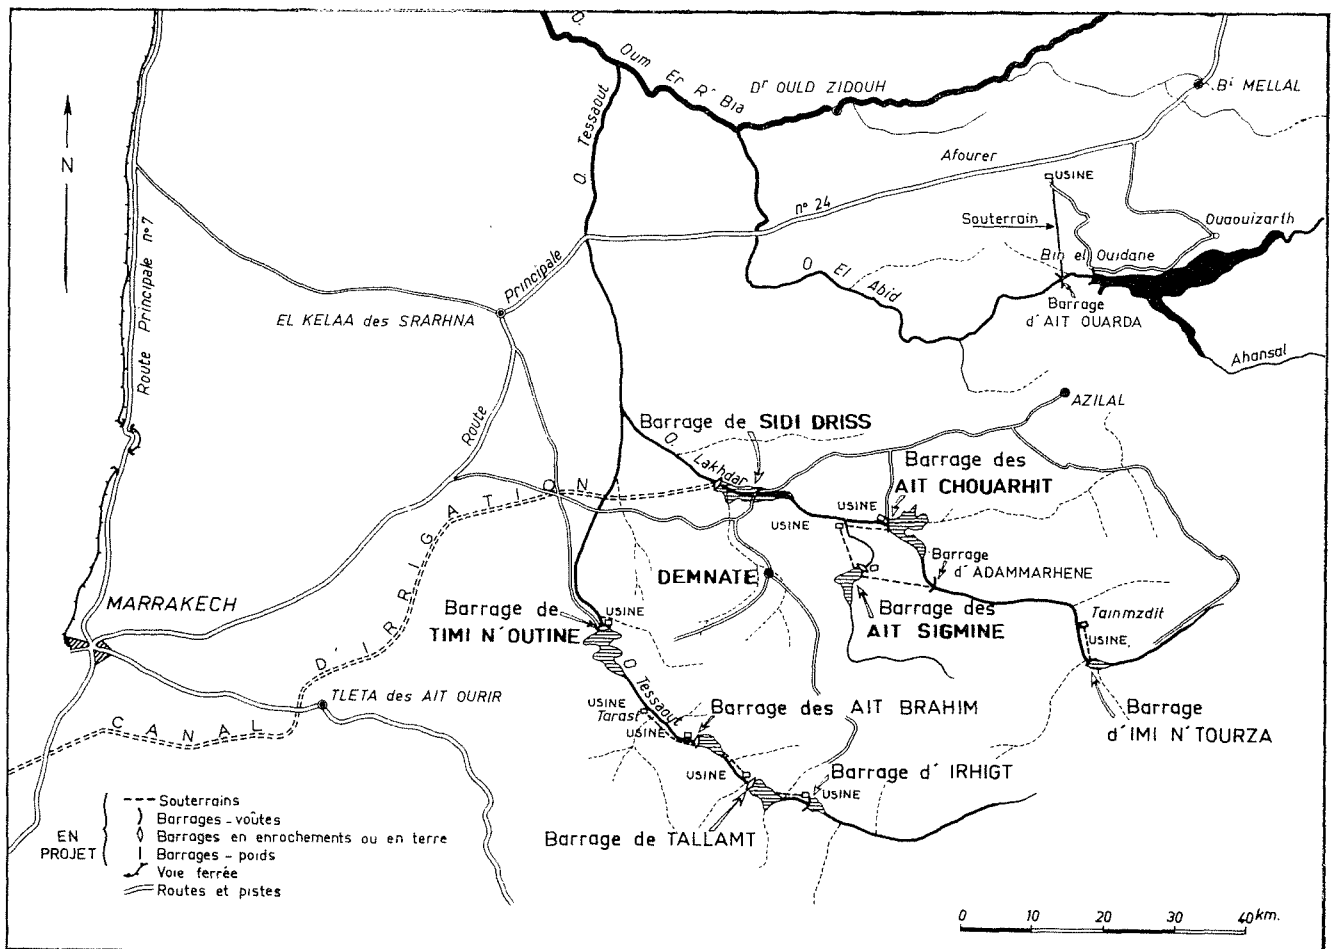 O.
Oum Er Rᵃ Bia
Dʳ OULD ZIDOUH
Bⁱ MELLAL
O. Tessaout
N
Afourer
USINE
n° 24
Souterrain
Ouaouizarth
Bin el Ouidane
Route Principale n° 7
Principale
O El Abid
Barrage
d' AIT OUARDA
EL KELAA des SRARHNA
Ahansal
AZILAL
Route
Barrage de SIDI DRISS
O. Lakhdar
Barrage des
AIT CHOUARHIT
USINE
USINE
CANAL D'IRRIGATION
Barrage
d' ADAMMARHENE
DEMNATE
MARRAKECH
Barrage de
TIMI N'OUTINE
USINE
Barrage des
AIT SIGMINE
Tainmzdit
USINE
O Tessaout
TLETA des AIT OURIR
USINE
Tarast
USINE
Barrage des AIT BRAHIM
Barrage
d'IMI N'TOURZA
USINE
Barrage d' IRHIGT
USINE
Barrage de TALLAMT
EN
PROJET
Souterrains
Barrages-voûtes
Barrages en enrochements ou en terre
Barrages - poids
Voie ferrée
Routes et pistes
0 10 20 30 40 km.